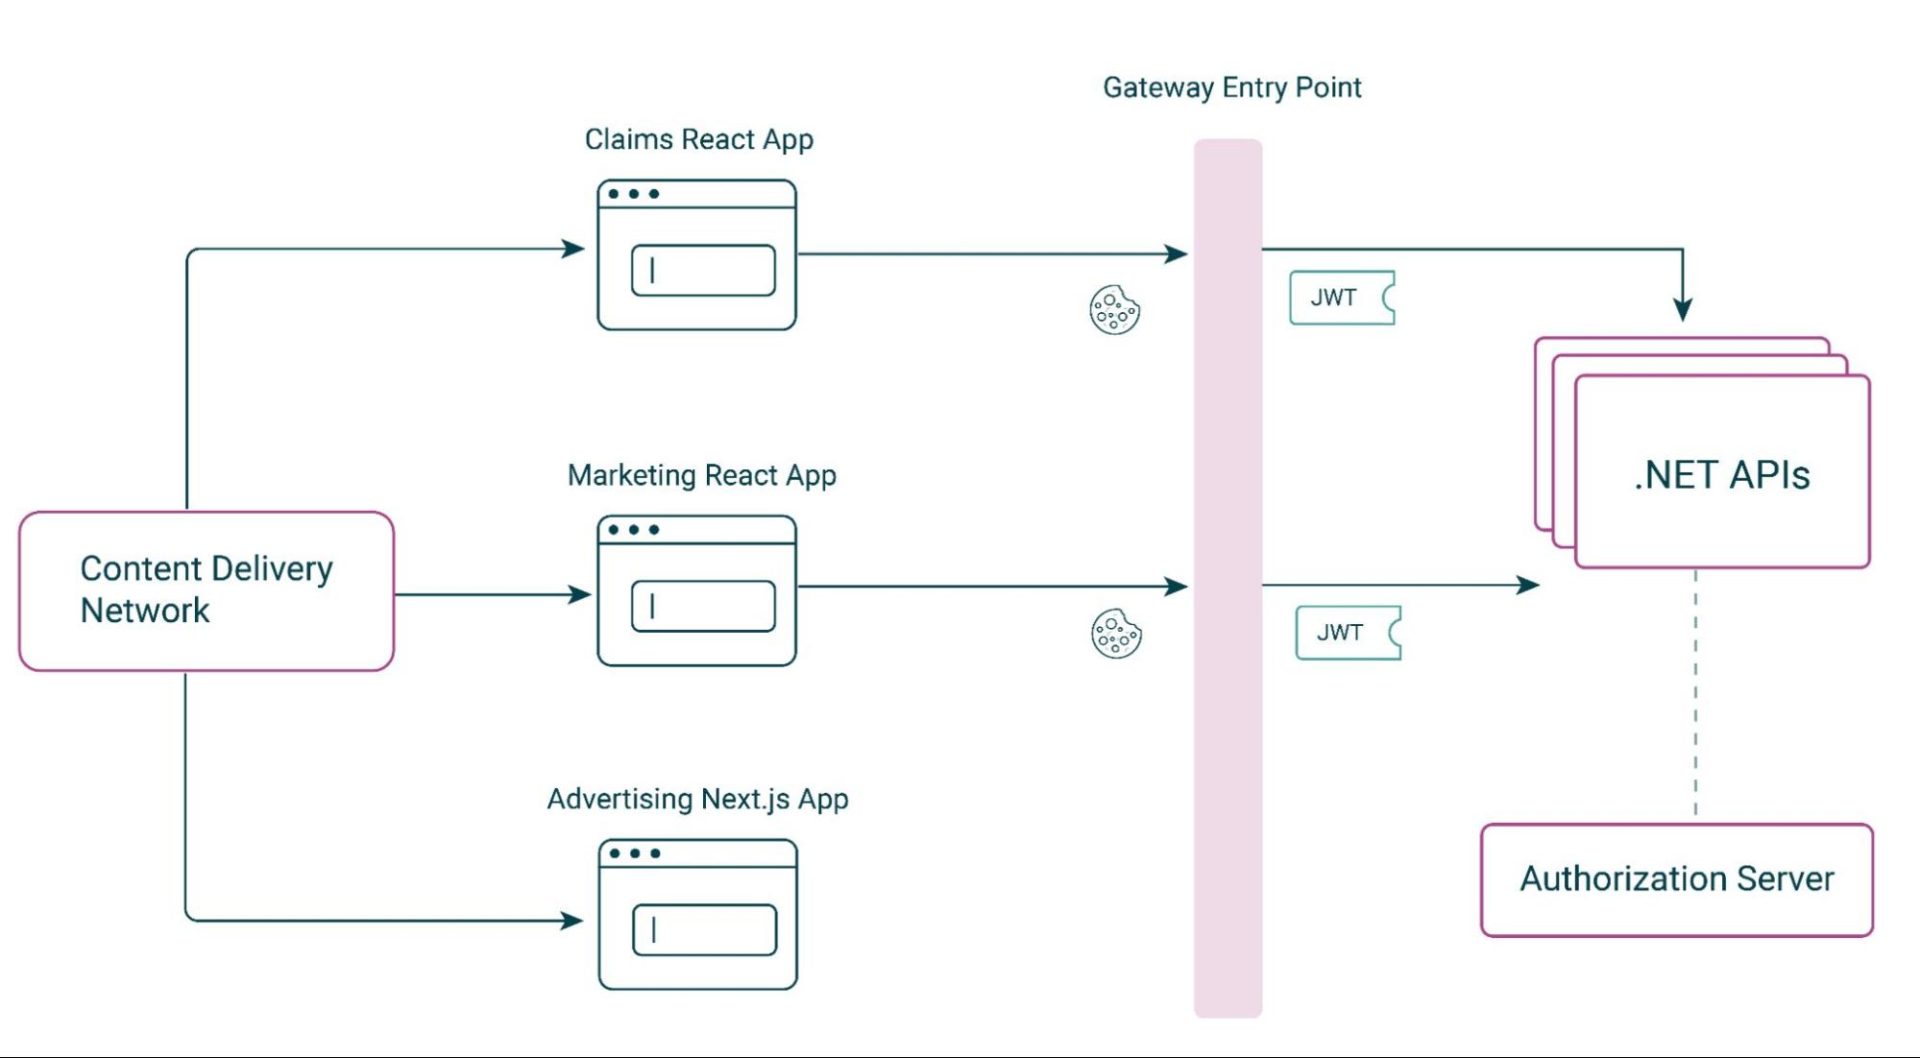 Gateway Entry Point
Claims React App
JWT
Marketing React App
.NET APIs
Content Delivery
Network
JWT
Advertising Next.js App
Authorization Server